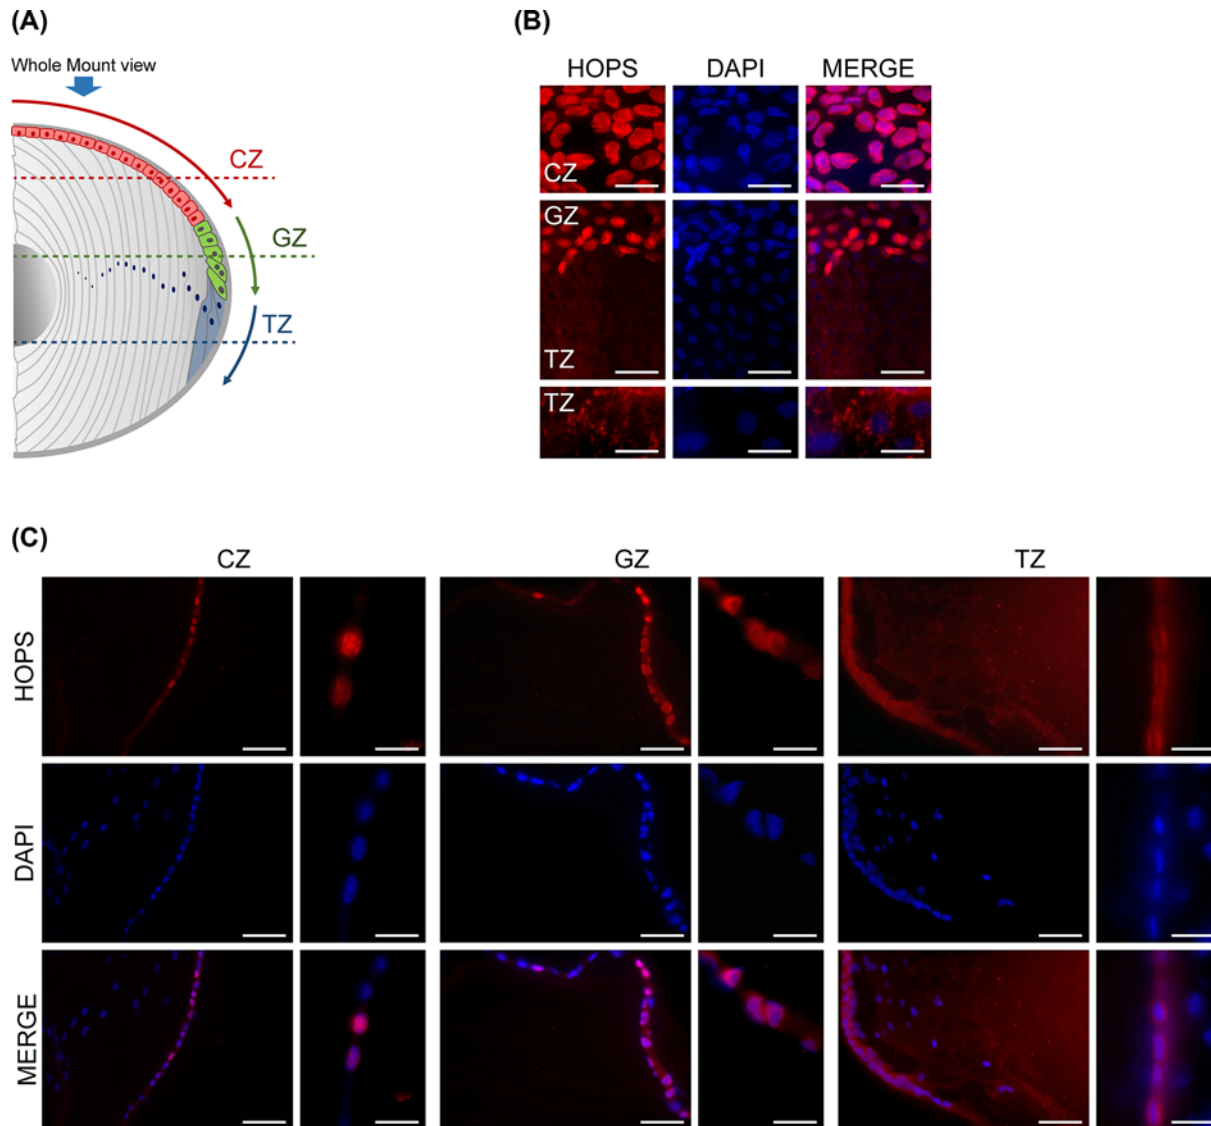 (A)
Whole Mount view
CZ
GZ
TZ
(B)
HOPS DAPI MERGE
CZ
GZ
TZ
TZ
(C)
CZ GZ TZ
HOPS
DAPI
MERGE